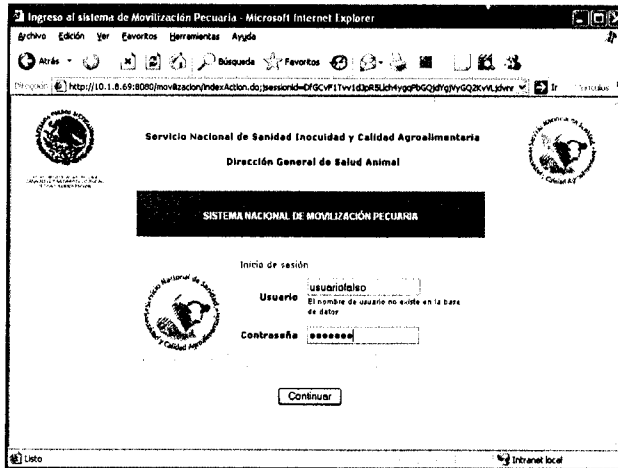 Ingreso al sistema de Movilización Pecuaria - Microsoft Internet Explorer
Archivo Edición Ver Favoritos Herramientas Ayuda
Atrás Búsqueda Favoritos
Dirección Ir Vínculos
Servicio Nacional de Sanidad Inocuidad y Calidad Agroalimentaria
Dirección General de Salud Animal
SISTEMA NACIONAL DE MOVILIZACIÓN PECUARIA
Inicio de sesión
Usuario usuariofalso
El nombre de usuario no existe en la base
de datos
Contraseña
Continuar
Listo Intranet local